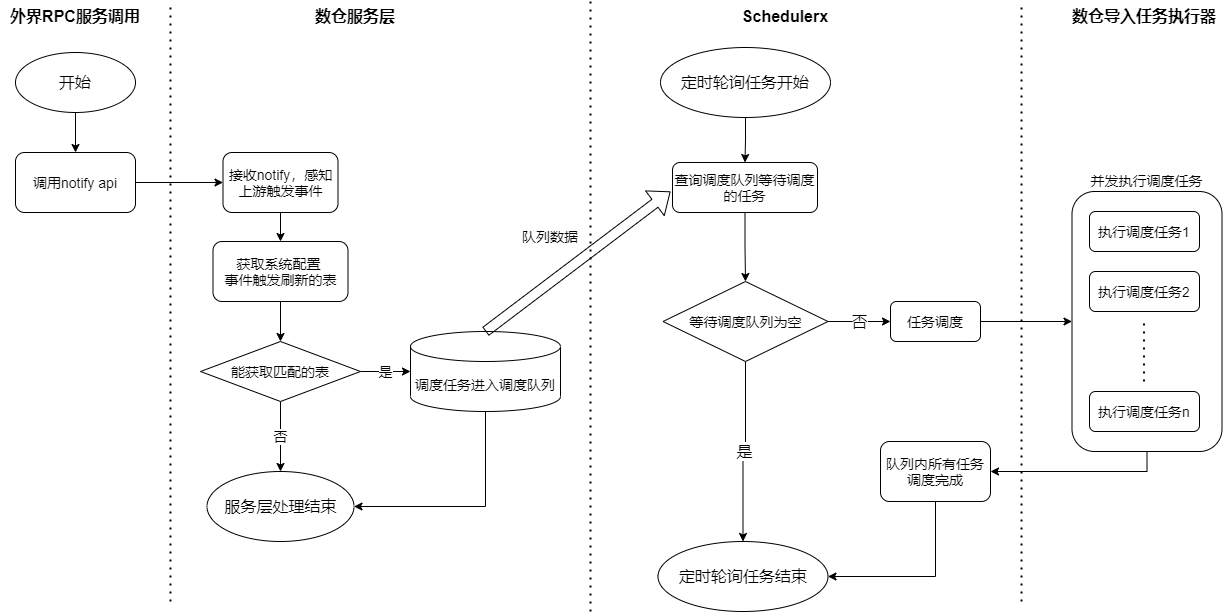 外界RPC服务调用
数仓服务层
Schedulerx
数仓导入任务执行器
开始
调用notify api
接收notify，感知
上游触发事件
获取系统配置
事件触发刷新的表
能获取匹配的表
是
否
调度任务进入调度队列
服务层处理结束
队列数据
定时轮询任务开始
查询调度队列等待调度
的任务
等待调度队列为空
否
任务调度
是
并发执行调度任务
执行调度任务1
执行调度任务2
执行调度任务n
队列内所有任务
调度完成
定时轮询任务结束